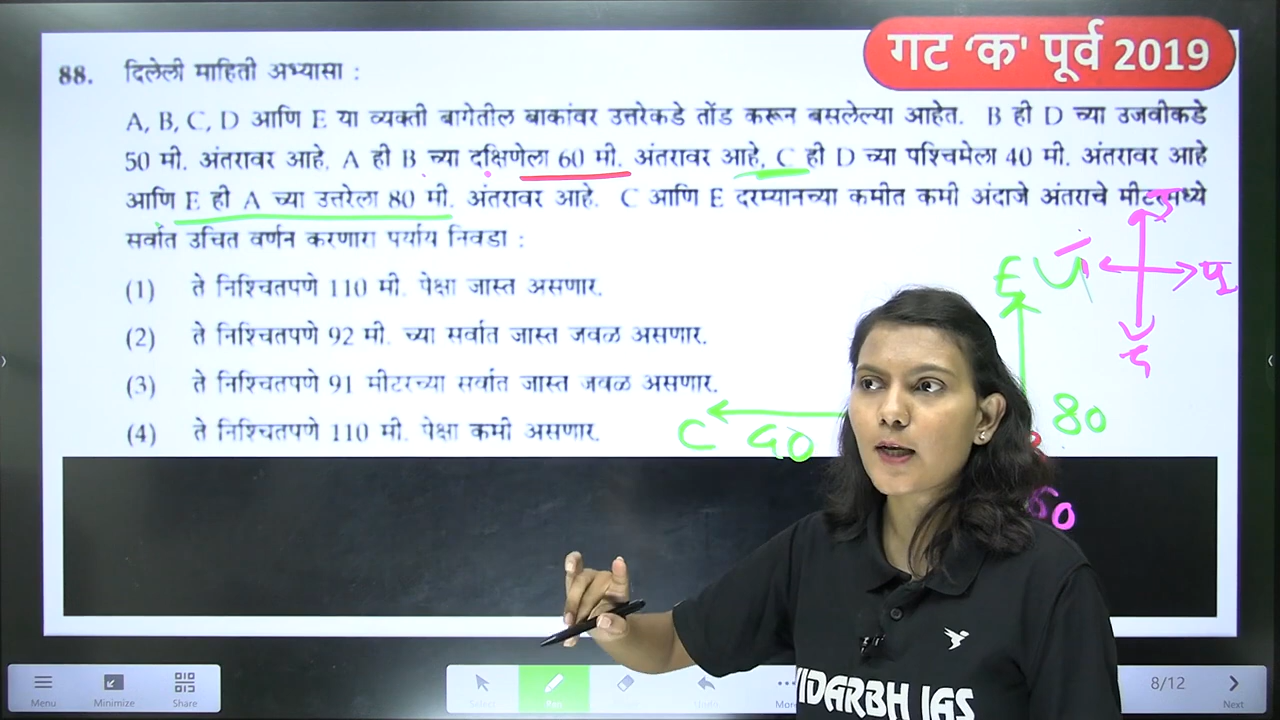 गट ‘क' पूर्व 2019
88. दिलेली माहिती अभ्यासा :
A, B, C, D आणि E या व्यक्ती बागेतील बाकांवर उत्तरेकडे तोंड करून बसलेल्या आहेत. B ही D च्या उजवीकडे
50 मी. अंतरावर आहे, A ही B च्या दक्षिणेला 60 मी. अंतरावर आहे, C ही D च्या पश्चिमेला 40 मी. अंतरावर आहे
आणि E ही A च्या उत्तरेला 80 मी. अंतरावर आहे. C आणि E दरम्यानच्या कमीत कमी अंदाजे अंतराचे मीटरमध्ये
सर्वात उचित वर्णन करणारा पर्याय निवडा :
(1) ते निश्चितपणे 110 मी. पेक्षा जास्त असणार.
(2) ते निश्चितपणे 92 मी. च्या सर्वात जास्त जवळ असणार.
(3) ते निश्चितपणे 91 मीटरच्या सर्वात जास्त जवळ असणार.
(4) ते निश्चितपणे 110 मी. पेक्षा कमी असणार.
E
पू
द
80
C
60
VIDARBH IAS
Menu
Minimize
Share
Select
Pen
Undo
More
8/12
Next